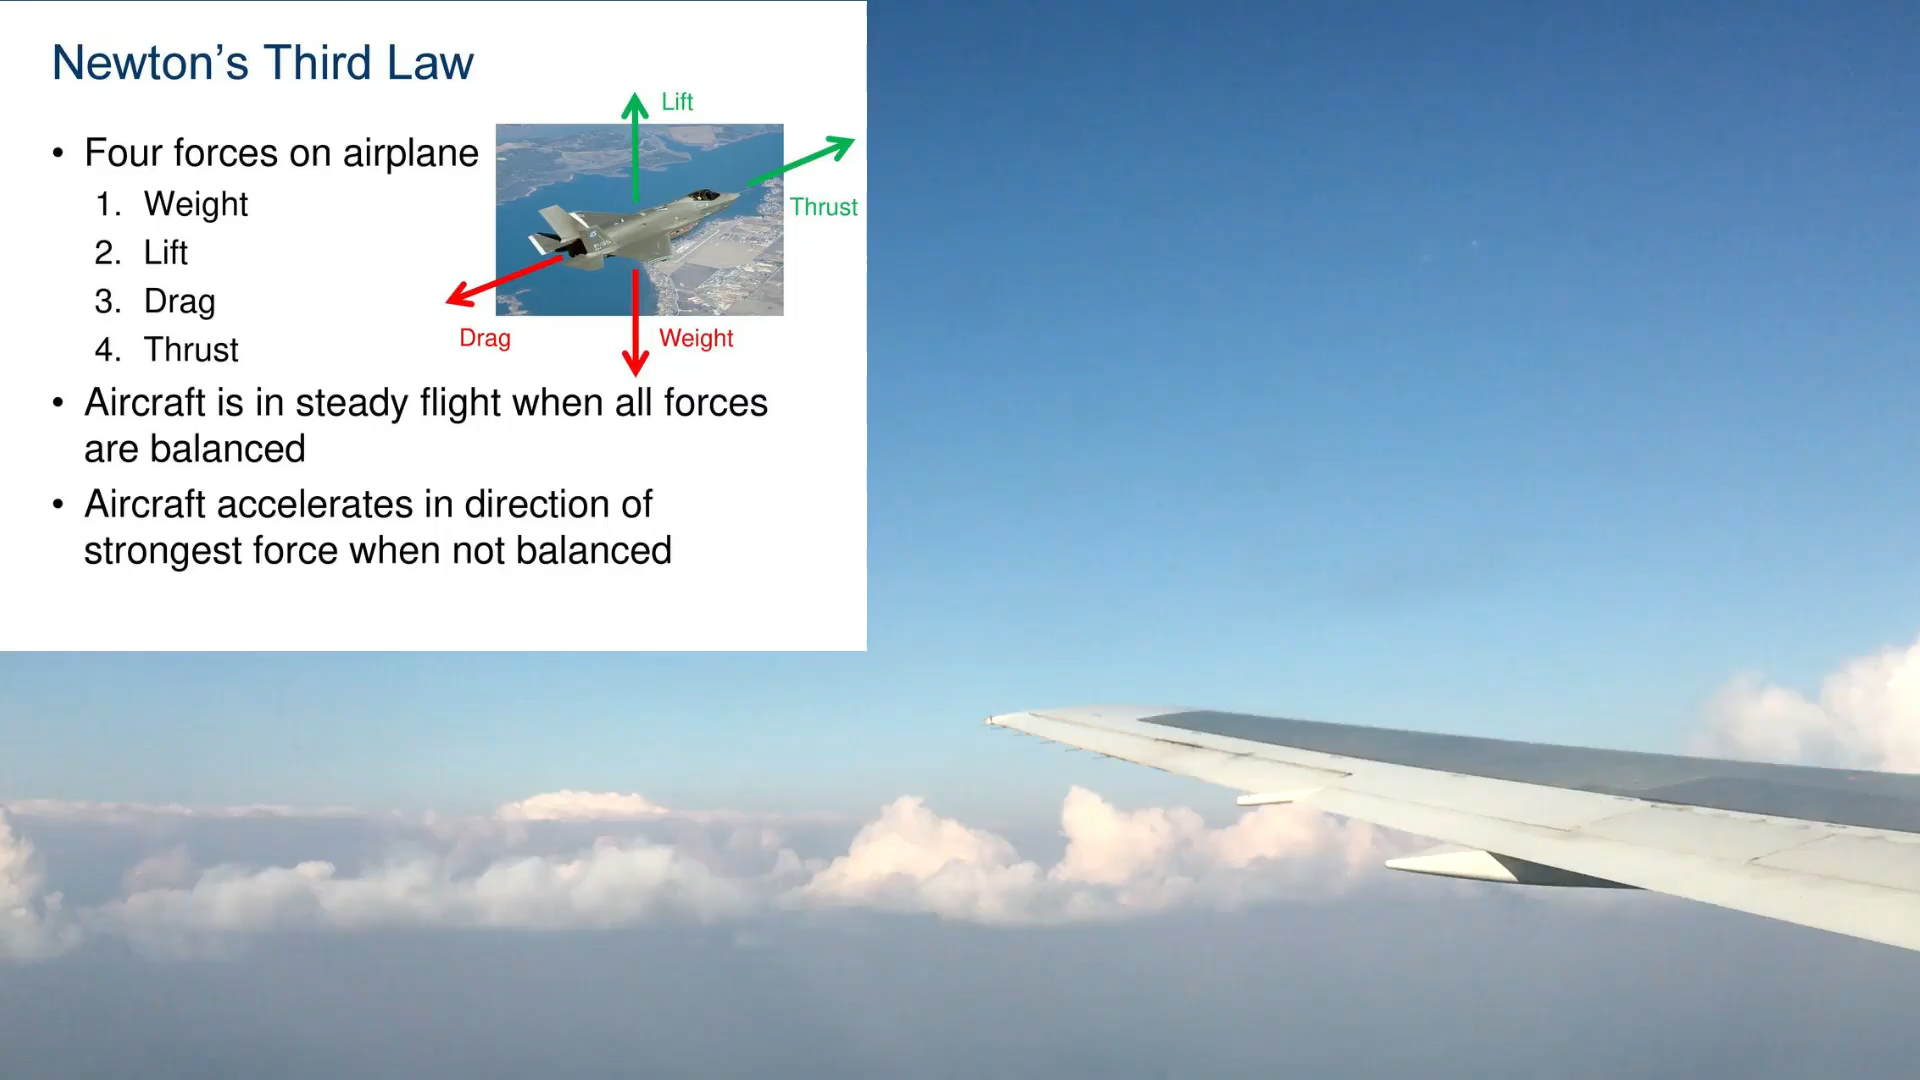 Newton’s Third Law
Lift
• Four forces on airplane
1. Weight
Thrust
2. Lift
3. Drag
Drag
Weight
4. Thrust
• Aircraft is in steady flight when all forces
are balanced
• Aircraft accelerates in direction of
strongest force when not balanced